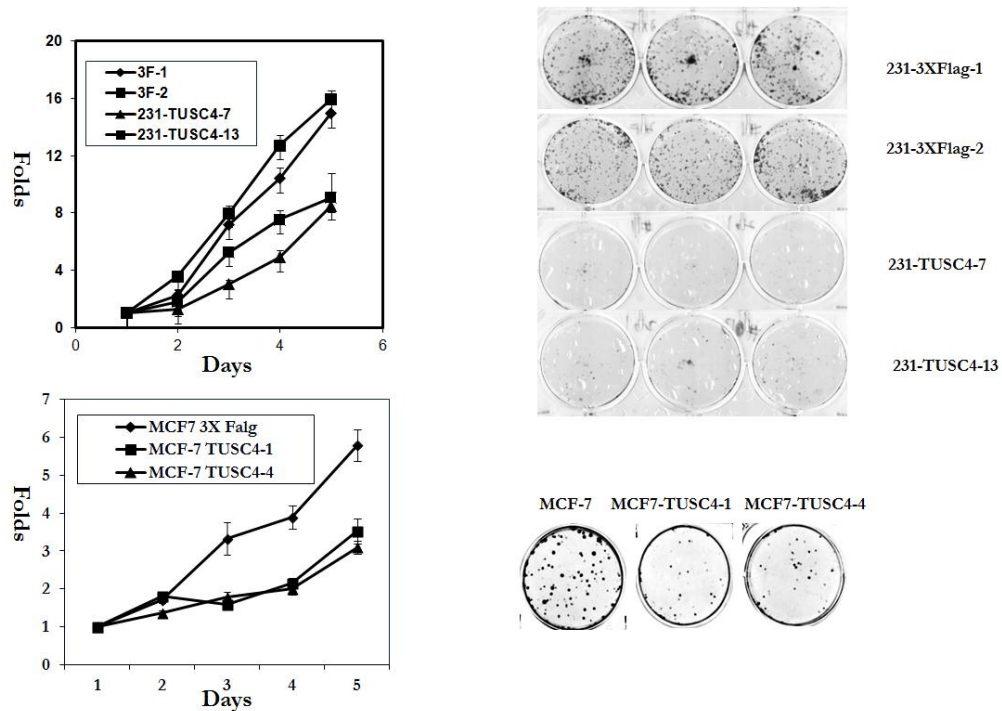 20
16
12
8
4
0
0 2 4 6
Folds
Days
3F-1
3F-2
231-TUSC4-7
231-TUSC4-13
231-3XFlag-1
231-3XFlag-2
231-TUSC4-7
231-TUSC4-13
7
6
5
4
3
2
1
0
1 2 3 4 5
Folds
Days
MCF7 3X Falg
MCF-7 TUSC4-1
MCF-7 TUSC4-4
MCF-7 MCF7-TUSC4-1 MCF7-TUSC4-4